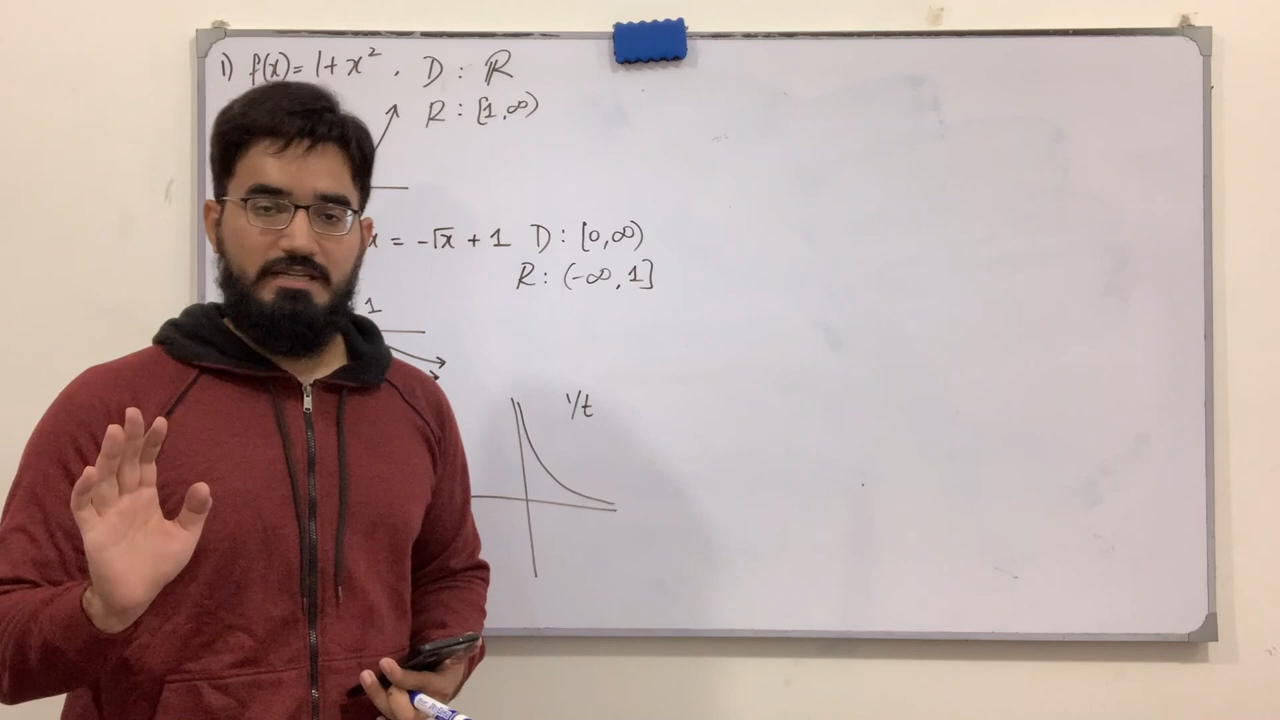 1) f(x) = 1 + x² . D : ℝ
R : [1, ∞)
x = -√x + 1 D : [0, ∞)
R : (-∞, 1]
1
1/t